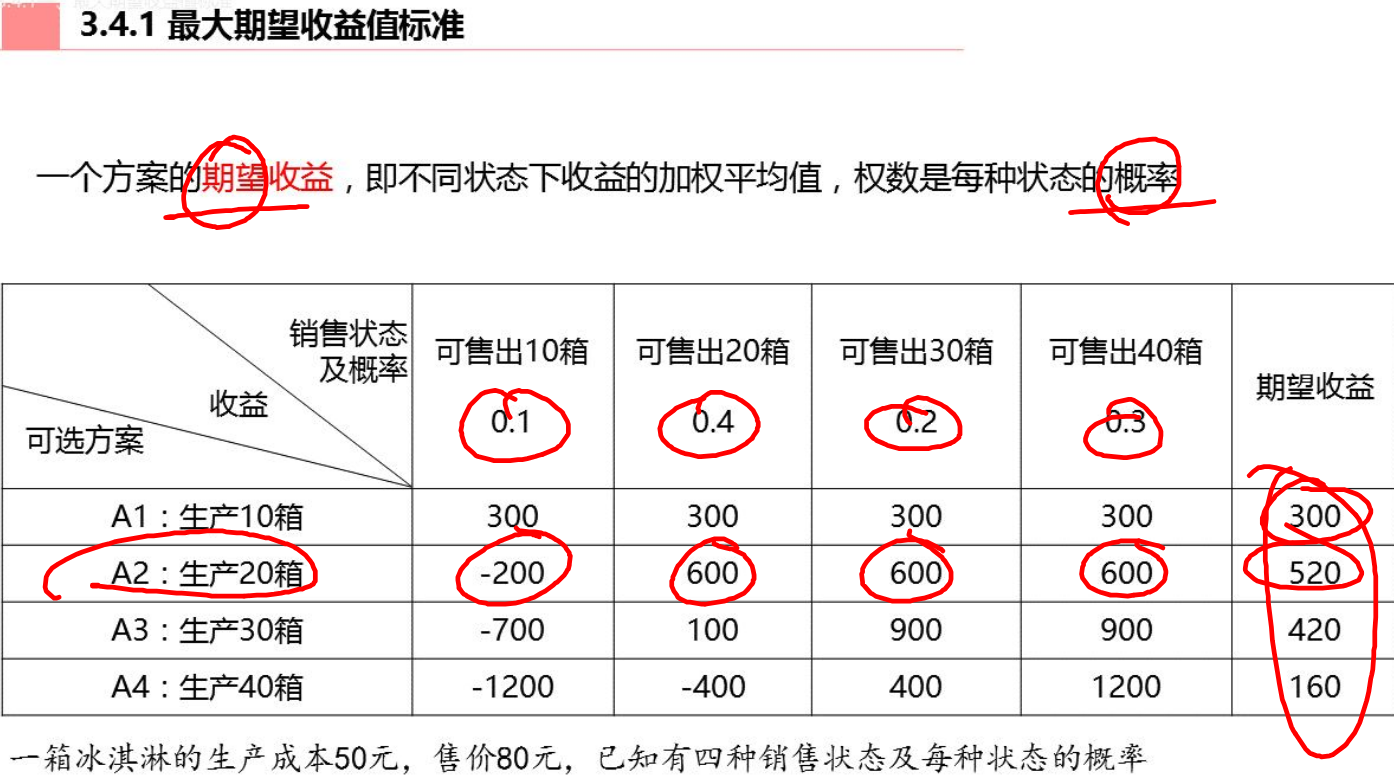 3.4.1 最大期望收益值标准
一个方案的期望收益，即不同状态下收益的加权平均值，权数是每种状态的概率
销售状态
及概率
收益
可选方案
可售出10箱
0.1
可售出20箱
0.4
可售出30箱
0.2
可售出40箱
0.3
期望收益
A1：生产10箱 300 300 300 300 300
A2：生产20箱 -200 600 600 600 520
A3：生产30箱 -700 100 900 900 420
A4：生产40箱 -1200 -400 400 1200 160
一箱冰淇淋的生产成本50元，售价80元，已知有四种销售状态及每种状态的概率